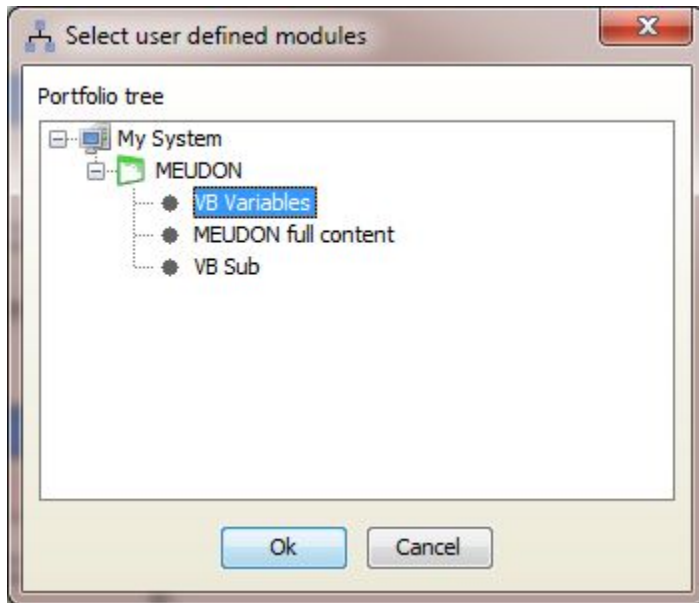 Select user defined modules
Portfolio tree
My System
MEUDON
VB Variables
MEUDON full content
VB Sub
Ok Cancel